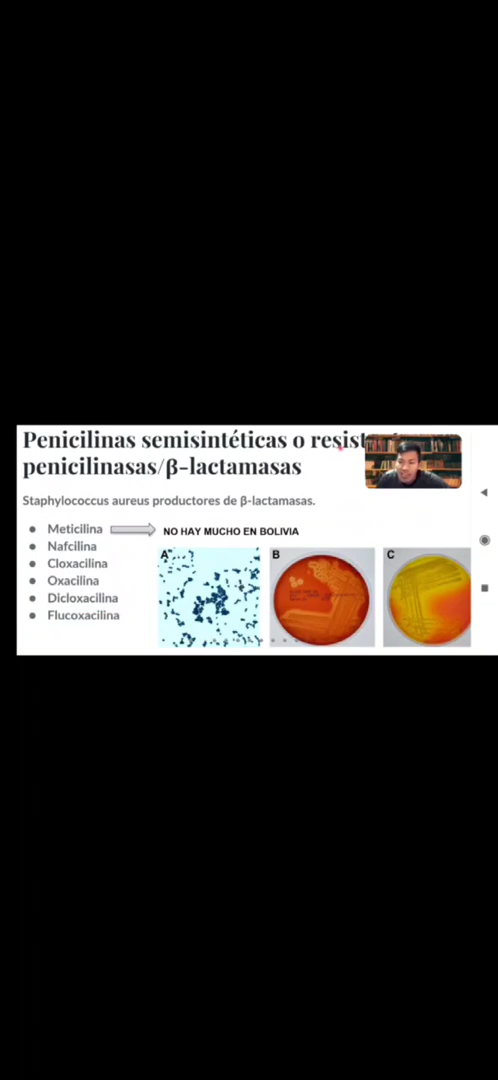 Penicilinas semisintéticas o resist
penicilinasas/β-lactamasas
Staphylococcus aureus productores de β-lactamasas.
● Meticilina
NO HAY MUCHO EN BOLIVIA
● Nafcilina
● Cloxacilina
● Oxacilina
● Dicloxacilina
● Flucoxacilina
A
B
C